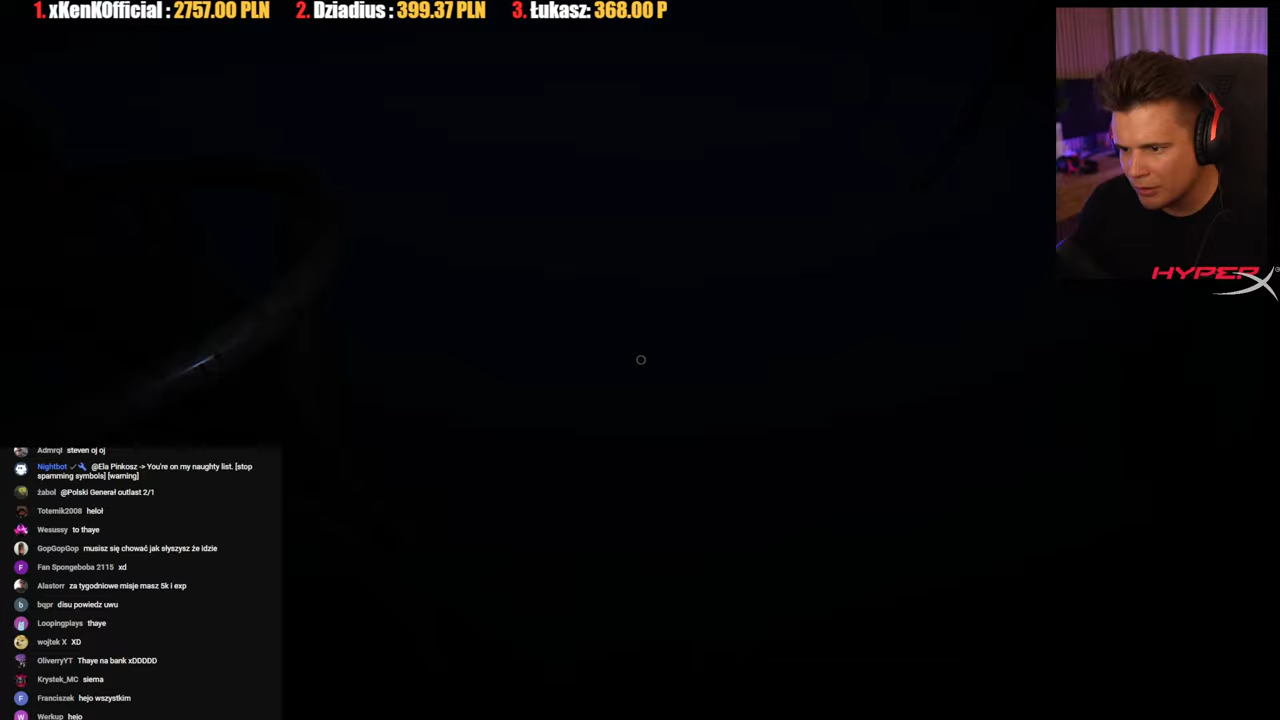 1. xKenKOfficial : 2757.00 PLN 2. Dziadius : 399.37 PLN 3. Łukasz: 368.00 P
HYPERX
Admrql steven oj oj
Nightbot @Ela Pinkosz -> You're on my naughty list. [stop
spamming symbols] [warning]
żabol @Polski Generał outlast 2/1
Totemik2008 heloł
Wesussy to thaye
GopGopGop musisz się chować jak słyszysz że idzie
F Fan Spongeboba 2115 xd
Alastorr za tygodniowe misje masz 5k i exp
b bqpr disu powiedz uwu
Loopingplays thaye
wojtek X XD
OliverryYT Thaye na bank xDDDDD
Krystek_MC siema
F Franciszek hejo wszystkim
W Werkup hejo